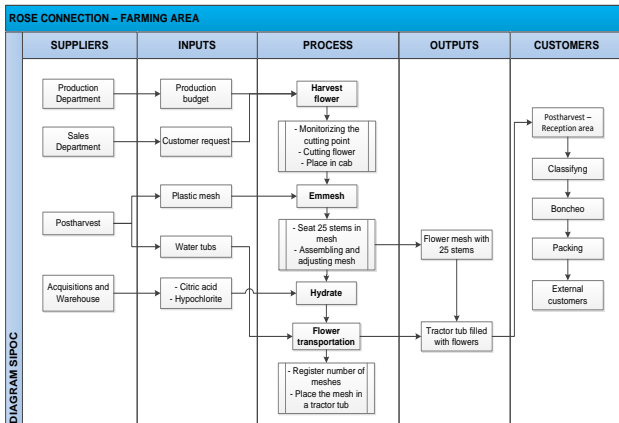 ROSE CONNECTION – FARMING AREA
DIAGRAM SIPOC
SUPPLIERS
INPUTS
PROCESS
OUTPUTS
CUSTOMERS
Production
Department
Production
budget
Harvest
flower
Sales
Department
Customer request
- Monitorizing the
cutting point
- Cutting flower
- Place in cab
Postharvest
Plastic mesh
Emmesh
Water tubs
- Seat 25 stems in
mesh
- Assembling and
adjusting mesh
Flower mesh with
25 stems
Acquisitions and
Warehouse
- Citric acid
- Hypochlorite
Hydrate
Flower
transportation
Tractor tub filled
with flowers
- Register number of
meshes
- Place the mesh in
a tractor tub
Postharvest –
Reception area
Classifyng
Boncheo
Packing
External
customers